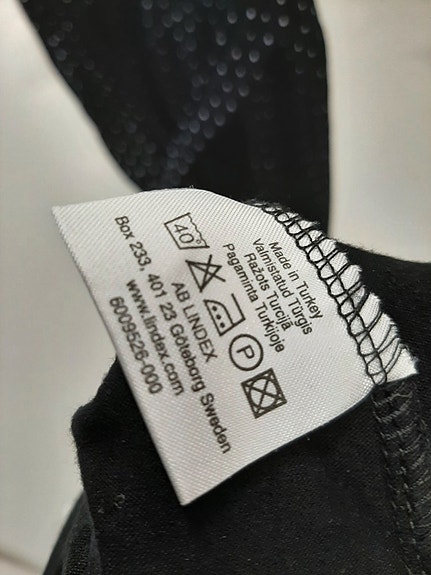 Made in Turkey
Valmistatud Türgis
Ražots Turcijā
Pagaminta Turkijoje
40
P
AB LINDEX
Box 233, 401 23 Göteborg Sweden
www.lindex.com
6009526-000